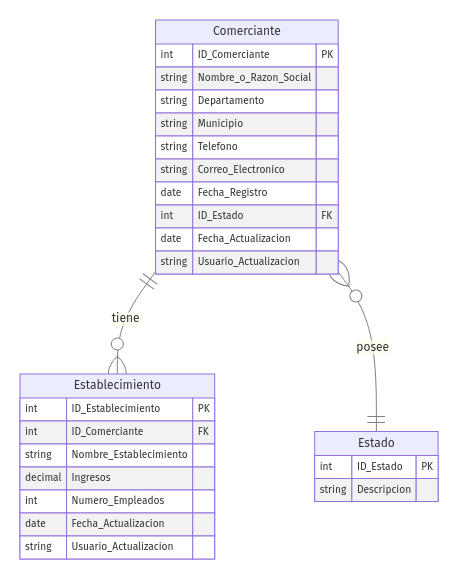 Comerciante
int ID_Comerciante PK
string Nombre_o_Razon_Social
string Departamento
string Municipio
string Telefono
string Correo_Electronico
date Fecha_Registro
int ID_Estado FK
date Fecha_Actualizacion
string Usuario_Actualizacion
tiene
posee
Establecimiento
int ID_Establecimiento PK
int ID_Comerciante FK
string Nombre_Establecimiento
decimal Ingresos
int Numero_Empleados
date Fecha_Actualizacion
string Usuario_Actualizacion
Estado
int ID_Estado PK
string Descripcion